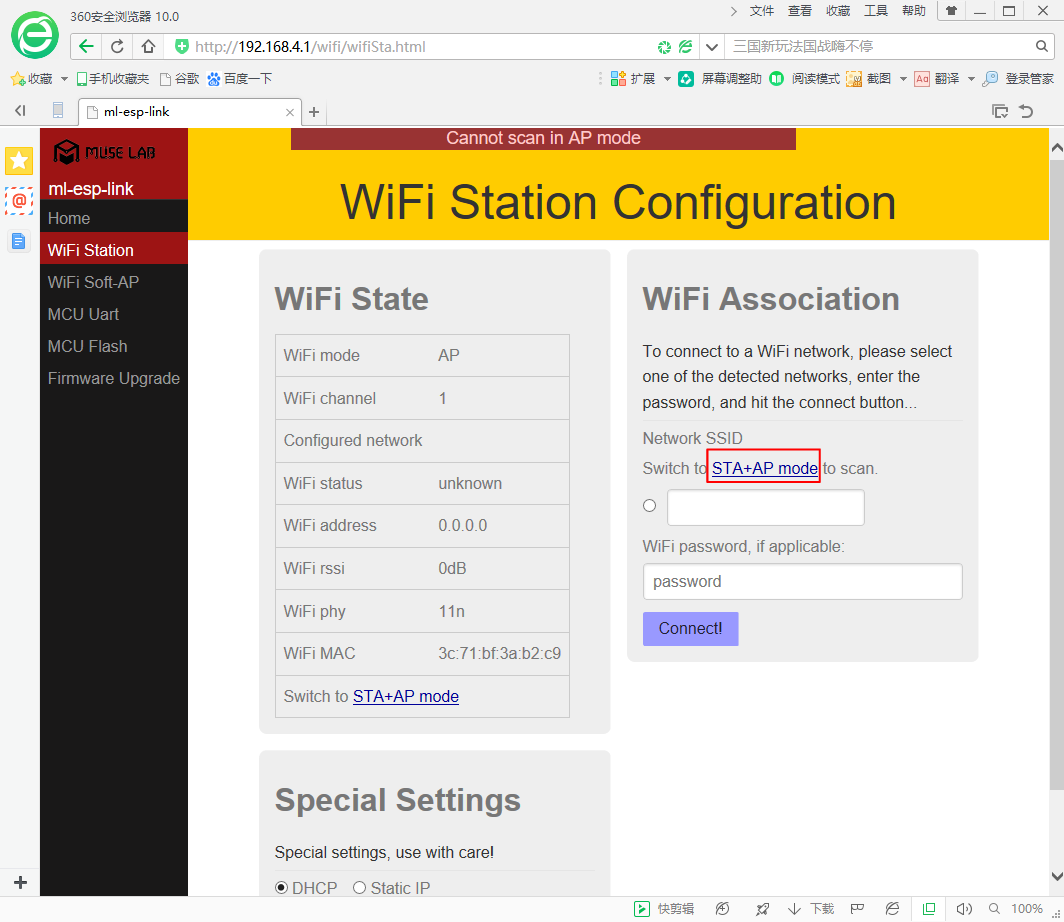 360安全浏览器 10.0
文件 查看 收藏 工具 帮助
http://192.168.4.1/wifi/wifiSta.html
三国新玩法国战嗨不停
收藏 手机收藏夹 谷歌 百度一下
扩展 屏幕调整助 阅读模式 截图 Aa 翻译 登录管家
ml-esp-link
MUSE LAB
ml-esp-link
Home
WiFi Station
WiFi Soft-AP
MCU Uart
MCU Flash
Firmware Upgrade
Cannot scan in AP mode
WiFi Station Configuration
WiFi State
WiFi mode AP
WiFi channel 1
Configured network
WiFi status unknown
WiFi address 0.0.0.0
WiFi rssi 0dB
WiFi phy 11n
WiFi MAC 3c:71:bf:3a:b2:c9
Switch to STA+AP mode
WiFi Association
To connect to a WiFi network, please select
one of the detected networks, enter the
password, and hit the connect button...
Network SSID
Switch to STA+AP mode to scan.
WiFi password, if applicable:
password
Connect!
Special Settings
Special settings, use with care!
DHCP Static IP
快剪辑 下载 100%